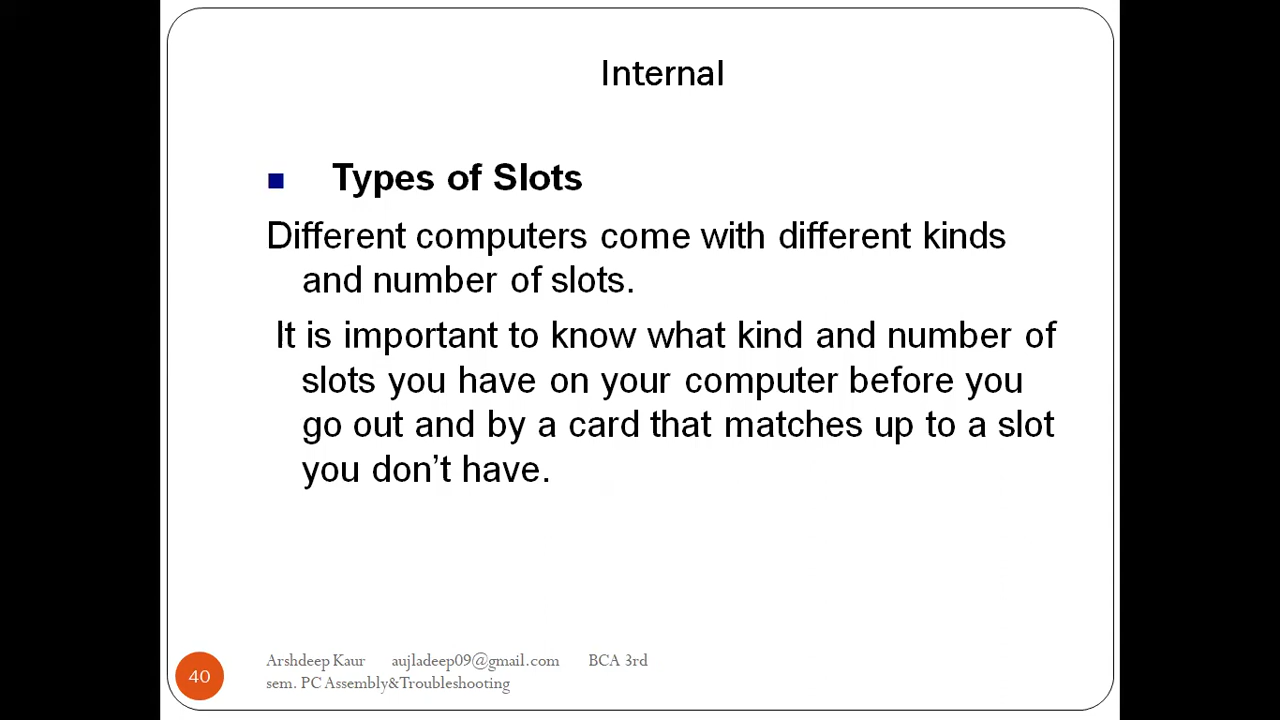 Internal
Types of Slots
Different computers come with different kinds
and number of slots.
It is important to know what kind and number of
slots you have on your computer before you
go out and by a card that matches up to a slot
you don’t have.
40
Arshdeep Kaur aujladeep09@gmail.com BCA 3rd
sem. PC Assembly&Troubleshooting